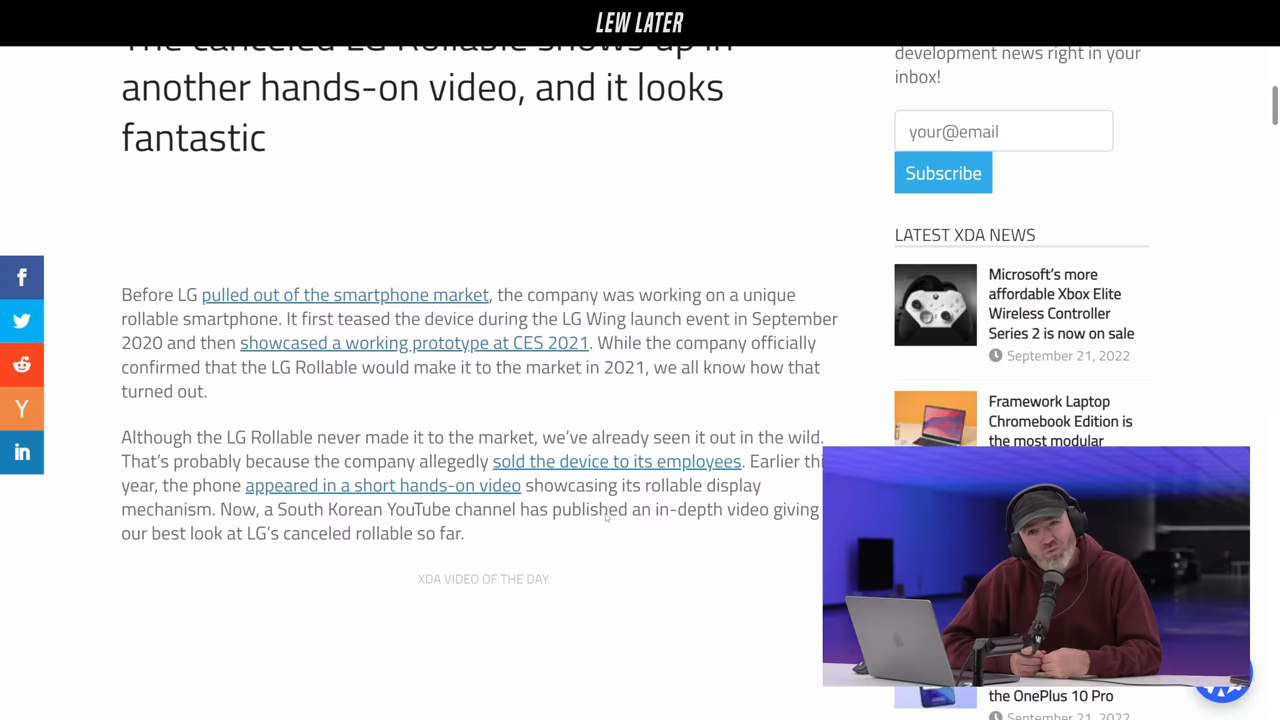 LEW LATER
The canceled LG Rollable shows up in
another hands-on video, and it looks
fantastic
Before LG pulled out of the smartphone market, the company was working on a unique
rollable smartphone. It first teased the device during the LG Wing launch event in September
2020 and then showcased a working prototype at CES 2021. While the company officially
confirmed that the LG Rollable would make it to the market in 2021, we all know how that
turned out.
Although the LG Rollable never made it to the market, we’ve already seen it out in the wild.
That’s probably because the company allegedly sold the device to its employees. Earlier thi
year, the phone appeared in a short hands-on video showcasing its rollable display
mechanism. Now, a South Korean YouTube channel has published an in-depth video giving
our best look at LG’s canceled rollable so far.
XDA VIDEO OF THE DAY
development news right in your
inbox!
your@email
Subscribe
LATEST XDA NEWS
Microsoft’s more
affordable Xbox Elite
Wireless Controller
Series 2 is now on sale
September 21, 2022
Framework Laptop
Chromebook Edition is
the most modular
the OnePlus 10 Pro
September 21, 2022
f
Y
in